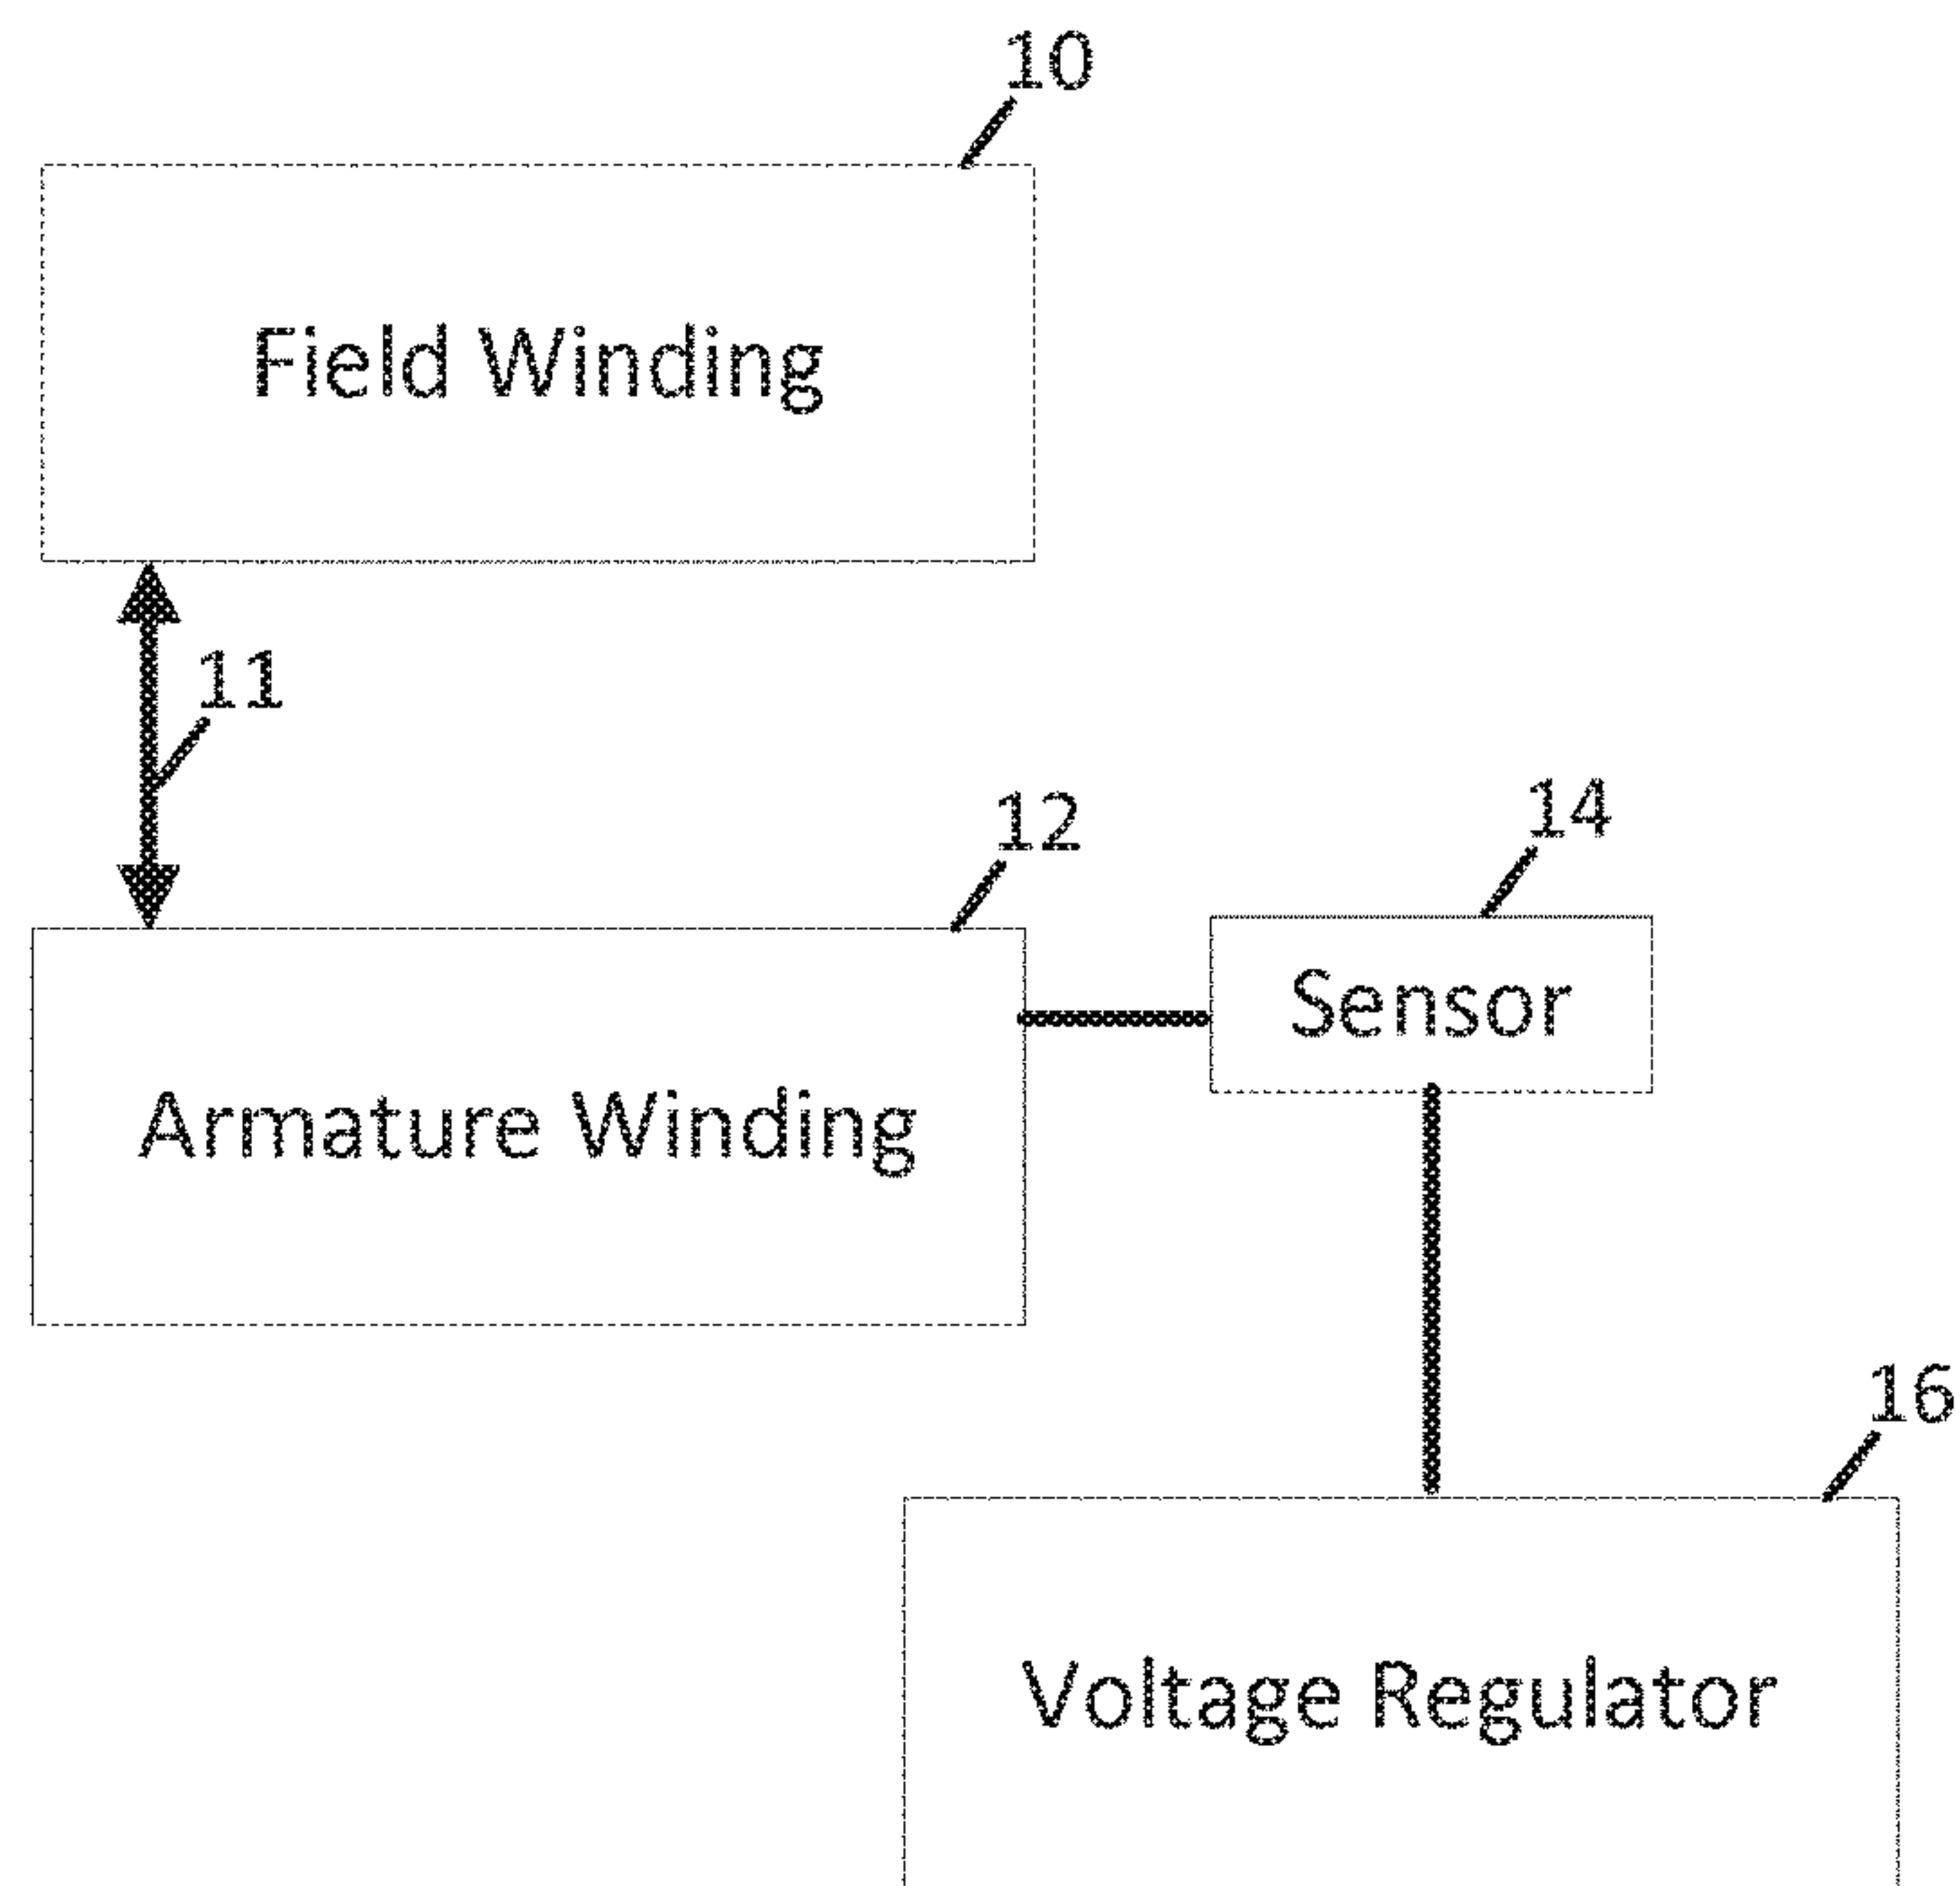 10
Field Winding
11
12
14
Sensor
Armature Winding
16
Voltage Regulator